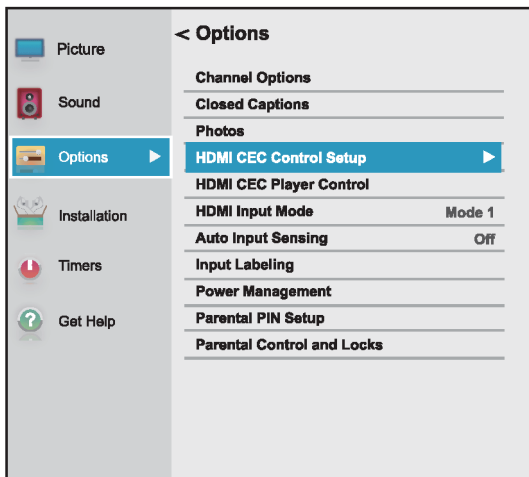 Picture
Sound
Options
Installation
Timers
Get Help
< Options
Channel Options
Closed Captions
Photos
HDMI CEC Control Setup
HDMI CEC Player Control
HDMI Input Mode Mode 1
Auto Input Sensing Off
Input Labeling
Power Management
Parental PIN Setup
Parental Control and Locks